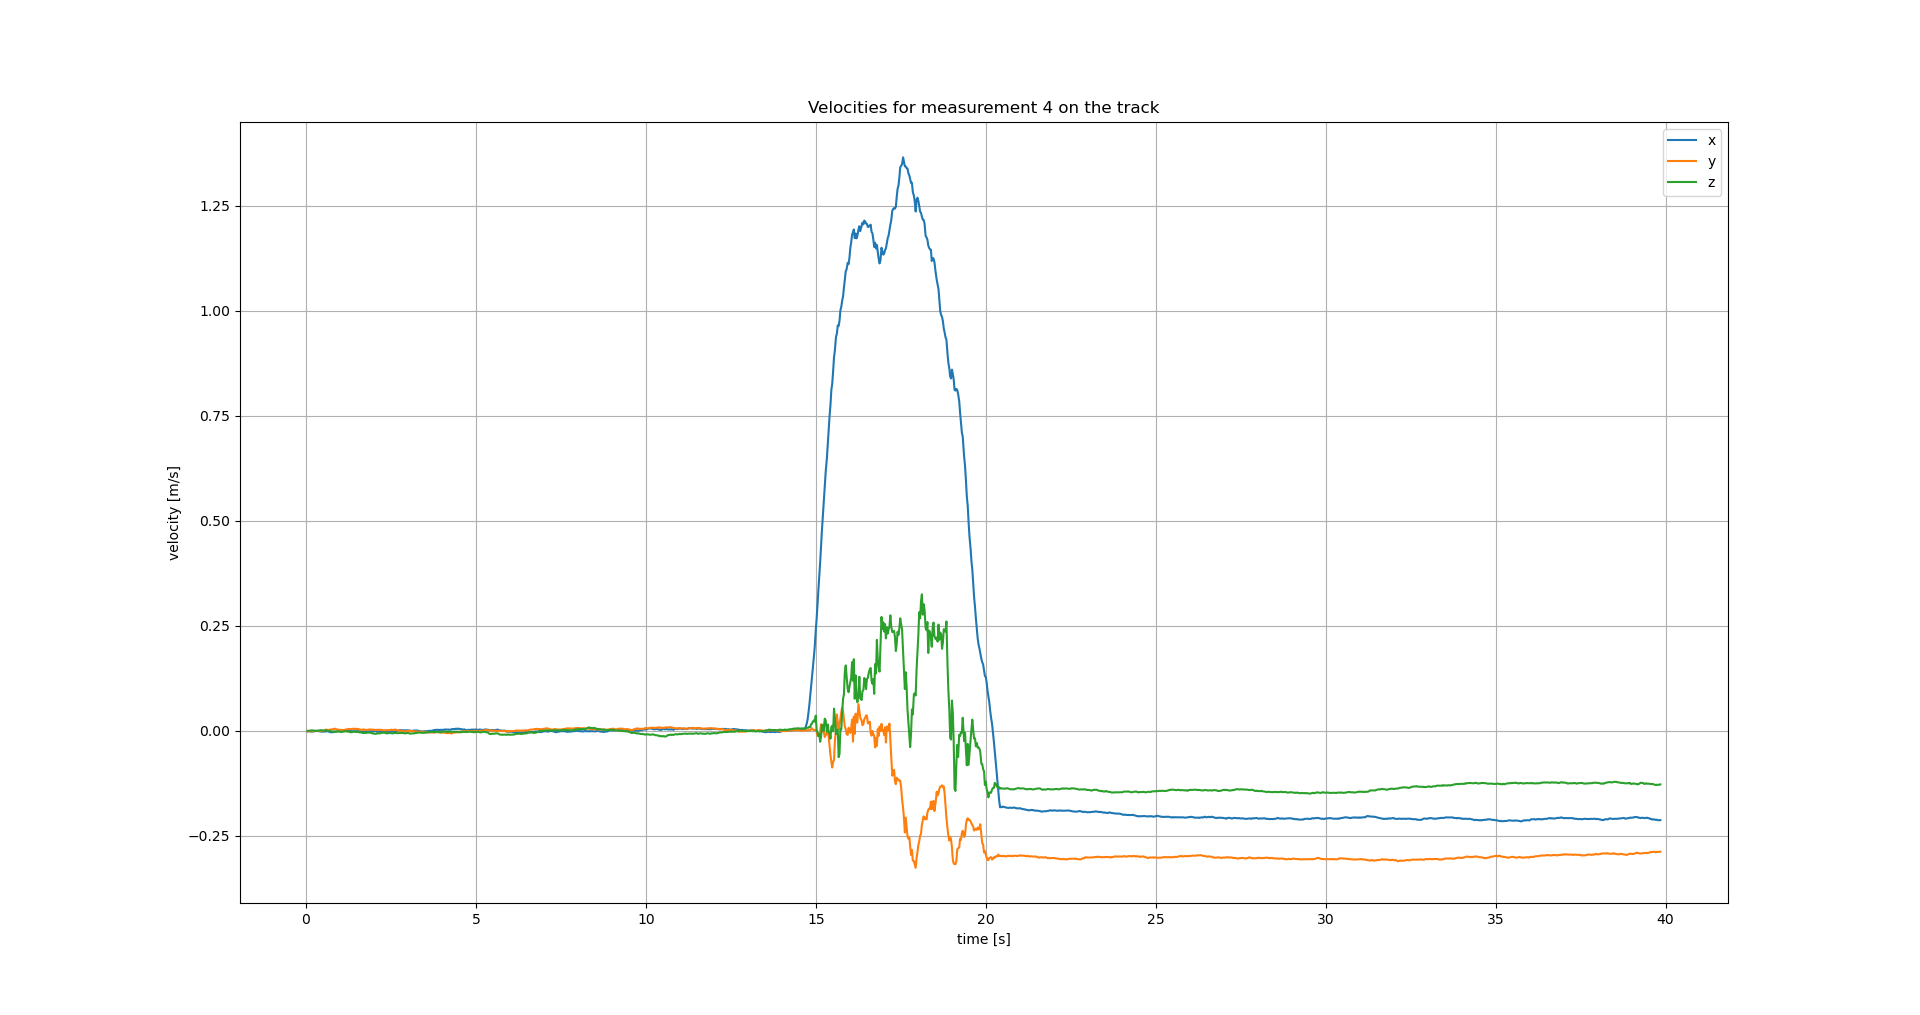 Velocities for measurement 4 on the track
x
y
z
velocity [m/s]
1.25
1.00
0.75
0.50
0.25
0.00
−0.25
0 5 10 15 20 25 30 35 40
time [s]